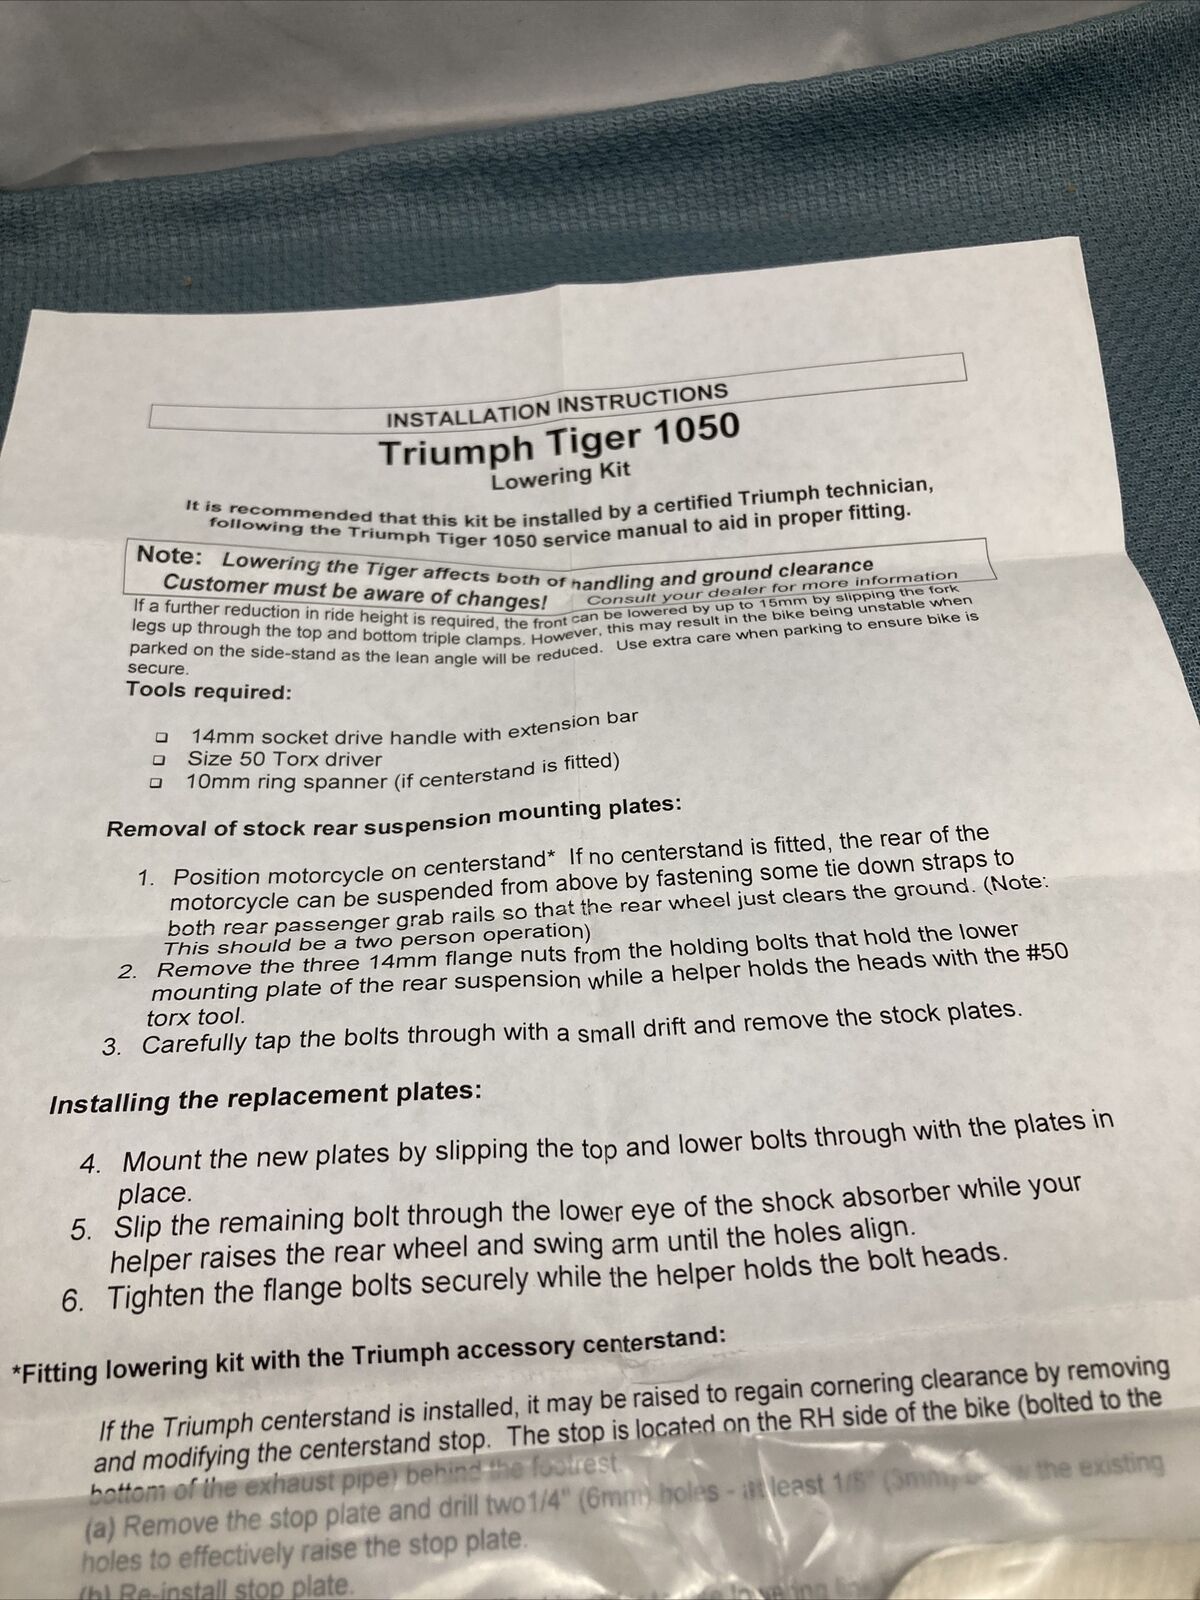 INSTALLATION INSTRUCTIONS
Triumph Tiger 1050
Lowering Kit
It is recommended that this kit be installed by a certified Triumph technician,
following the Triumph Tiger 1050 service manual to aid in proper fitting.
Note: Lowering the Tiger affects both of handling and ground clearance
Customer must be aware of changes! Consult your dealer for more information
If a further reduction in ride height is required, the front can be lowered by up to 15mm by slipping the fork
legs up through the top and bottom triple clamps. However, this may result in the bike being unstable when
parked on the side-stand as the lean angle will be reduced. Use extra care when parking to ensure bike is
secure.
Tools required:
❑ 14mm socket drive handle with extension bar
❑ Size 50 Torx driver
❑ 10mm ring spanner (if centerstand is fitted)
Removal of stock rear suspension mounting plates:
1. Position motorcycle on centerstand* If no centerstand is fitted, the rear of the
motorcycle can be suspended from above by fastening some tie down straps to
both rear passenger grab rails so that the rear wheel just clears the ground. (Note:
This should be a two person operation)
2. Remove the three 14mm flange nuts from the holding bolts that hold the lower
mounting plate of the rear suspension while a helper holds the heads with the #50
torx tool.
3. Carefully tap the bolts through with a small drift and remove the stock plates.
Installing the replacement plates:
4. Mount the new plates by slipping the top and lower bolts through with the plates in
place.
5. Slip the remaining bolt through the lower eye of the shock absorber while your
helper raises the rear wheel and swing arm until the holes align.
6. Tighten the flange bolts securely while the helper holds the bolt heads.
*Fitting lowering kit with the Triumph accessory centerstand:
If the Triumph centerstand is installed, it may be raised to regain cornering clearance by removing
and modifying the centerstand stop. The stop is located on the RH side of the bike (bolted to the
bottom of the exhaust pipe) behind the footrest.
(a) Remove the stop plate and drill two1/4" (6mm) holes - at least 1/8" (3mm) the existing
holes to effectively raise the stop plate.
(b) Re-install stop plate.